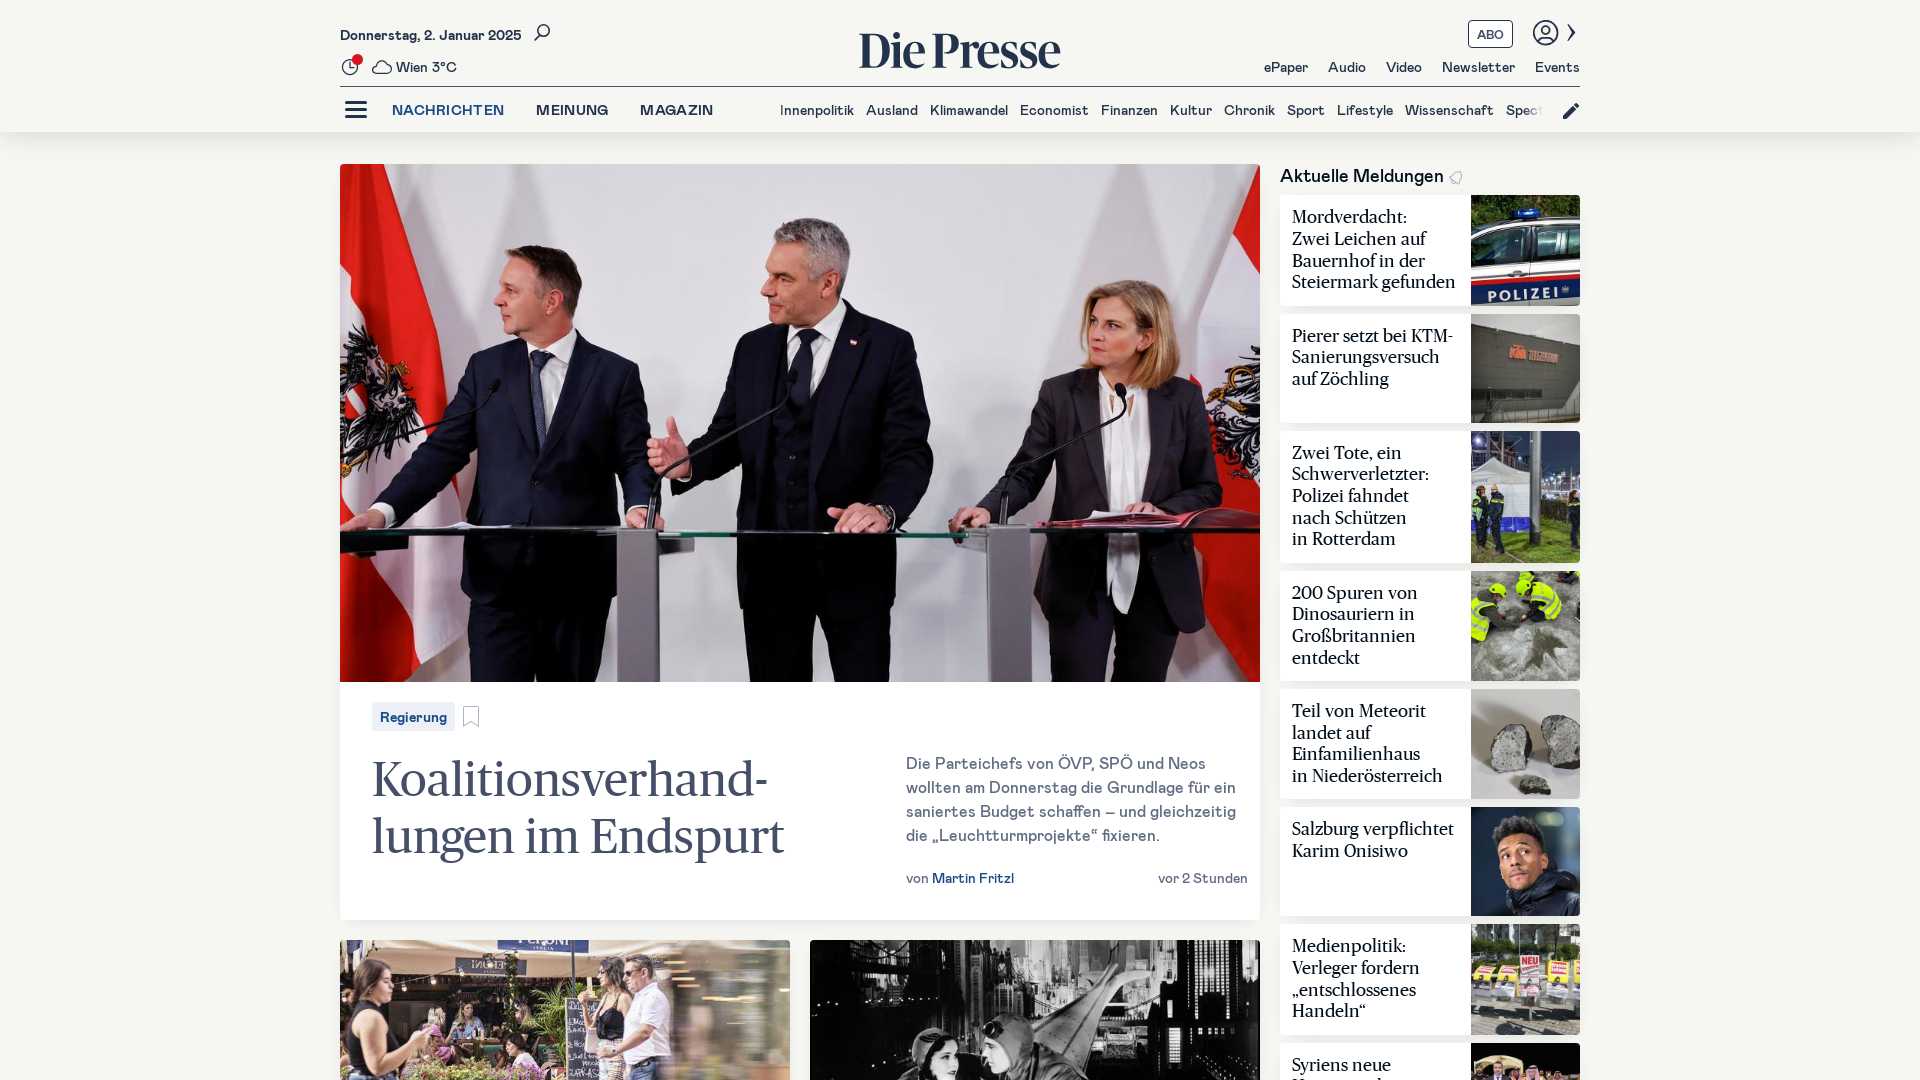 Donnerstag, 2. Januar 2025
Wien 3°C
Die Presse
ABO
ePaper Audio Video Newsletter Events
NACHRICHTEN MEINUNG MAGAZIN
Innenpolitik Ausland Klimawandel Economist Finanzen Kultur Chronik Sport Lifestyle Wissenschaft Spect
Regierung
Koalitionsverhand-
lungen im Endspurt
Die Parteichefs von ÖVP, SPÖ und Neos
wollten am Donnerstag die Grundlage für ein
saniertes Budget schaffen – und gleichzeitig
die „Leuchtturmprojekte“ fixieren.
von Martin Fritzl
vor 2 Stunden
Aktuelle Meldungen
Mordverdacht:
Zwei Leichen auf
Bauernhof in der
Steiermark gefunden
POLIZEI
Pierer setzt bei KTM-
Sanierungsversuch
auf Zöchling
KTM
Zwei Tote, ein
Schwerverletzter:
Polizei fahndet
nach Schützen
in Rotterdam
200 Spuren von
Dinosauriern in
Großbritannien
entdeckt
Teil von Meteorit
landet auf
Einfamilienhaus
in Niederösterreich
Salzburg verpflichtet
Karim Onisiwo
Medienpolitik:
Verleger fordern
„entschlossenes
Handeln“
NEU
Syriens neue